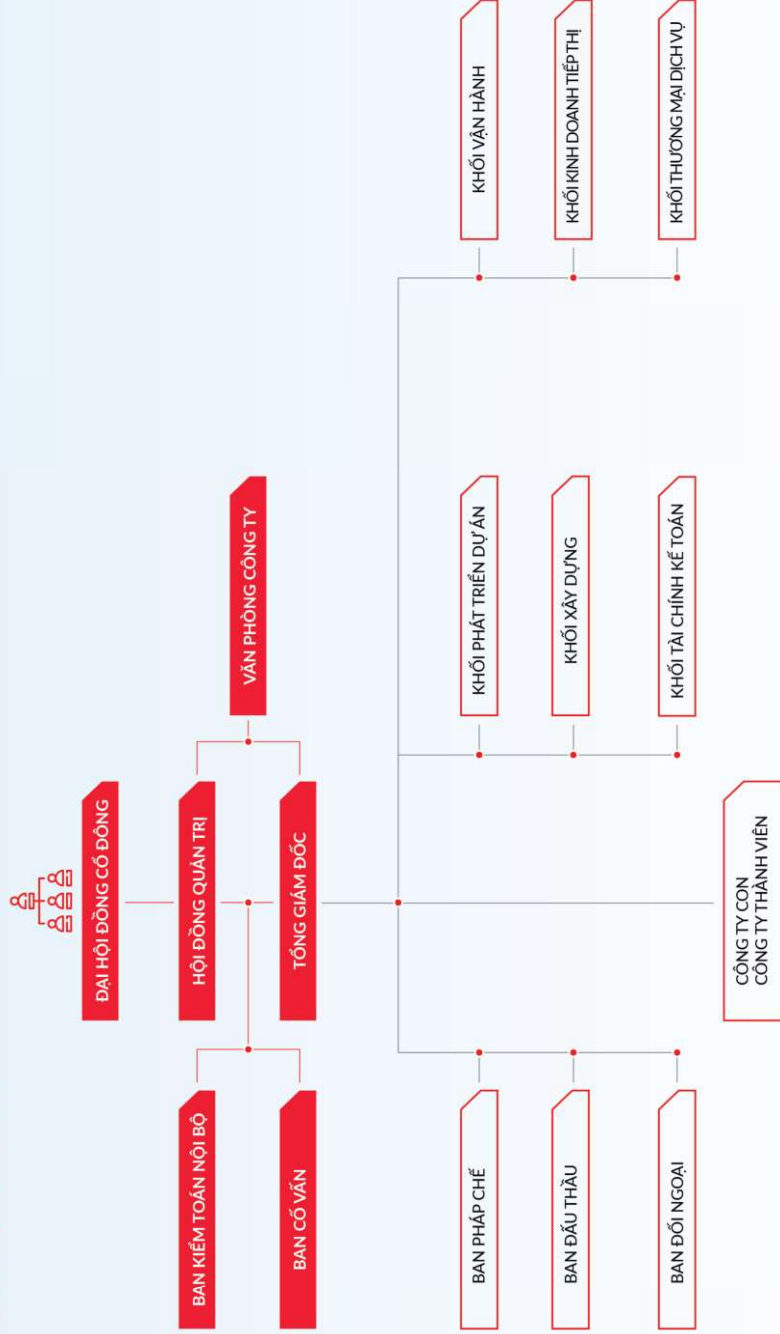 ĐẠI HỘI ĐỒNG CỔ ĐÔNG
BAN KIỂM TOÁN NỘI BỘ
HỘI ĐỒNG QUẢN TRỊ
VĂN PHÒNG CÔNG TY
BAN CỐ VẤN
TỔNG GIÁM ĐỐC
BAN PHÁP CHẾ
KHỐI PHÁT TRIỂN DỰ ÁN
KHỐI VẬN HÀNH
BAN ĐẤU THẦU
KHỐI XÂY DỰNG
KHỐI KINH DOANH TIẾP THỊ
BAN ĐỐI NGOẠI
KHỐI TÀI CHÍNH KẾ TOÁN
KHỐI THƯƠNG MẠI DỊCH VỤ
CÔNG TY CON
CÔNG TY THÀNH VIÊN